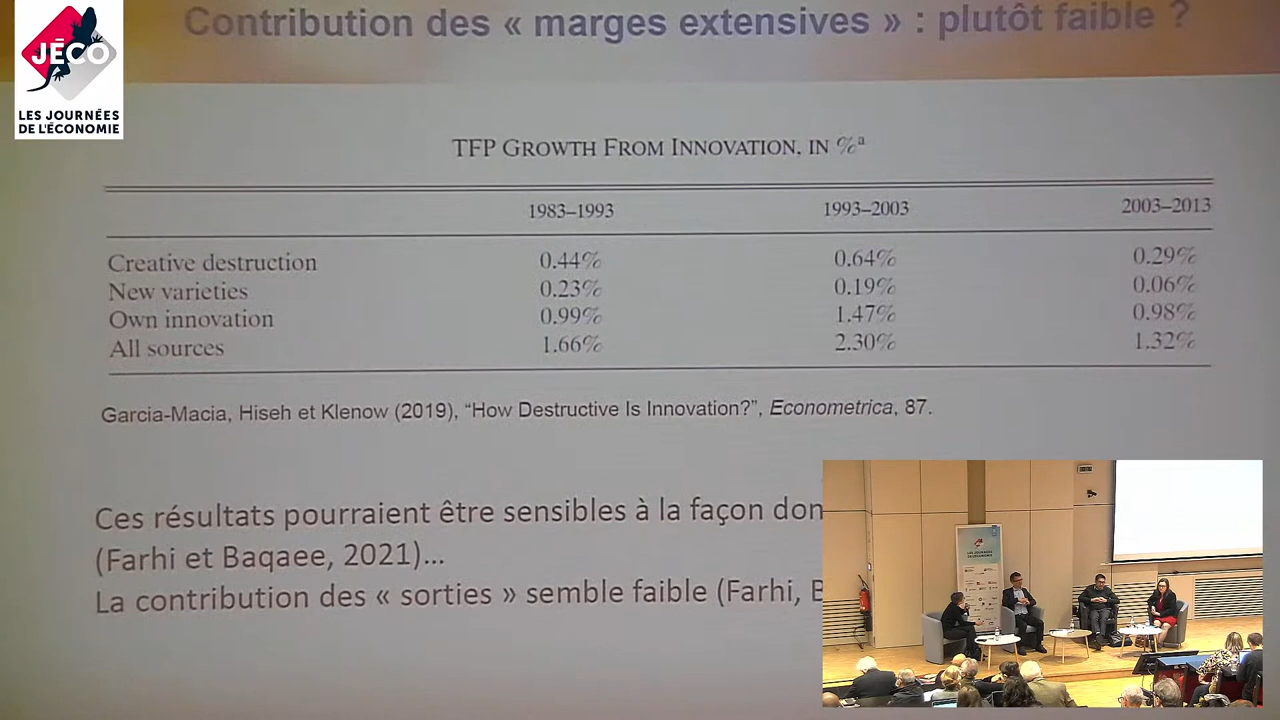 Contribution des « marges extensives » : plutôt faible ?
JÉCO
LES JOURNÉES
DE L'ÉCONOMIE
TFP GROWTH FROM INNOVATION, IN %ª
1983–1993 1993–2003 2003–2013
Creative destruction 0.44% 0.64% 0.29%
New varieties 0.23% 0.19% 0.06%
Own innovation 0.99% 1.47% 0.98%
All sources 1.66% 2.30% 1.32%
Garcia-Macia, Hiseh et Klenow (2019), “How Destructive Is Innovation?”, Econometrica, 87.
Ces résultats pourraient être sensibles à la façon don
(Farhi et Baqaee, 2021)...
La contribution des « sorties » semble faible (Farhi, B
LES JOURNÉES
DE L'ÉCONOMIE